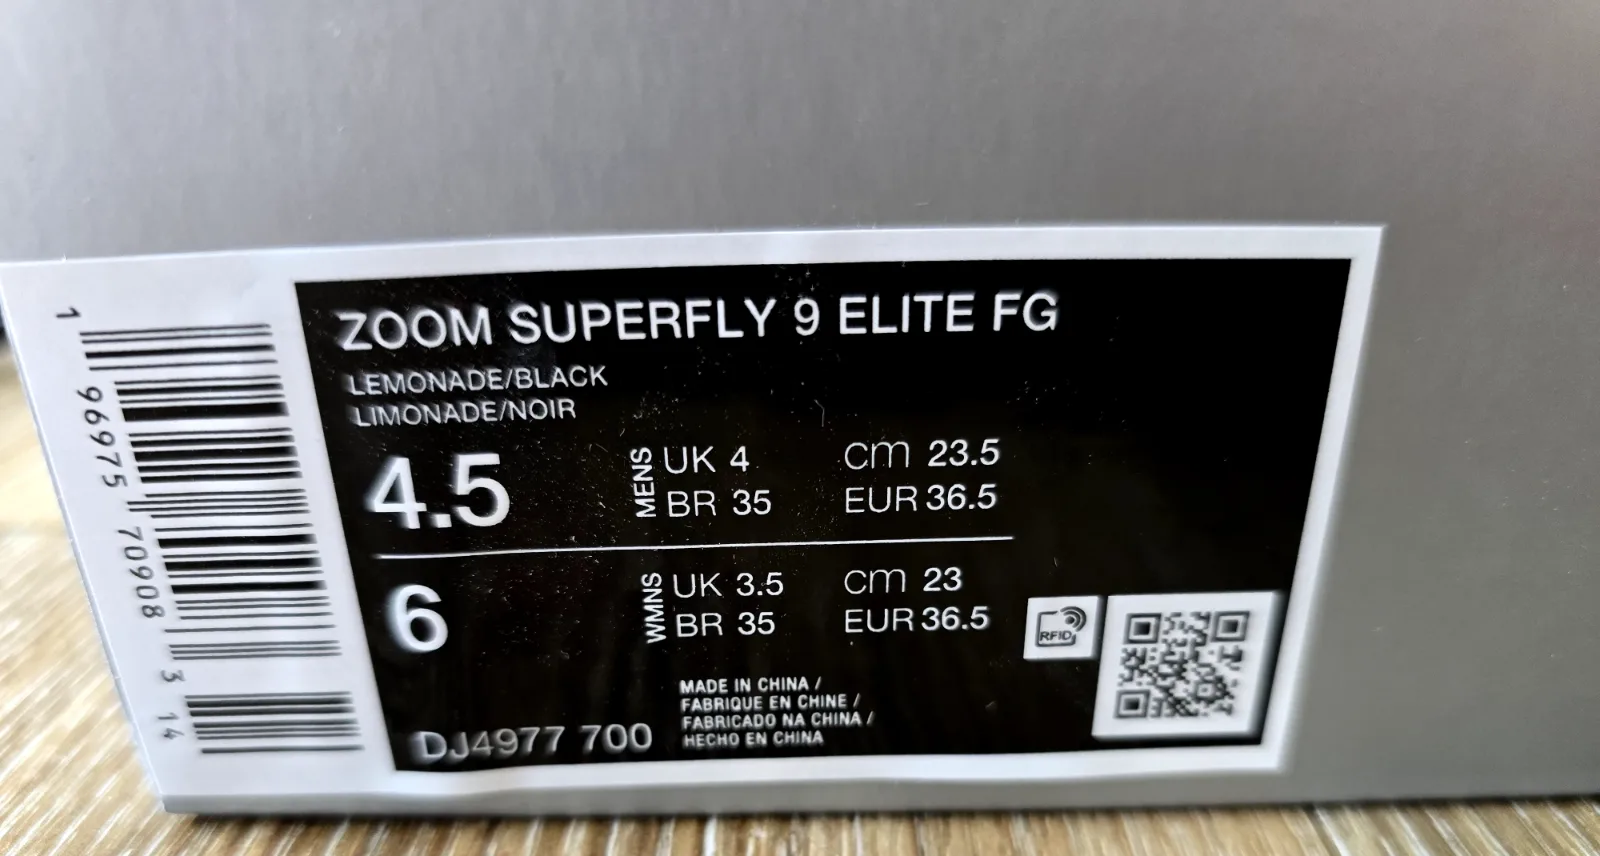 ZOOM SUPERFLY 9 ELITE FG
LEMONADE/BLACK
LIMONADE/NOIR
4.5
MENS
UK 4
cm 23.5
BR 35
EUR 36.5
6
WMNS
UK 3.5
cm 23
BR 35
EUR 36.5
RFID
MADE IN CHINA /
FABRIQUE EN CHINE /
FABRICADO NA CHINA /
HECHO EN CHINA
DJ4977 700
1 96975 70908 3 14